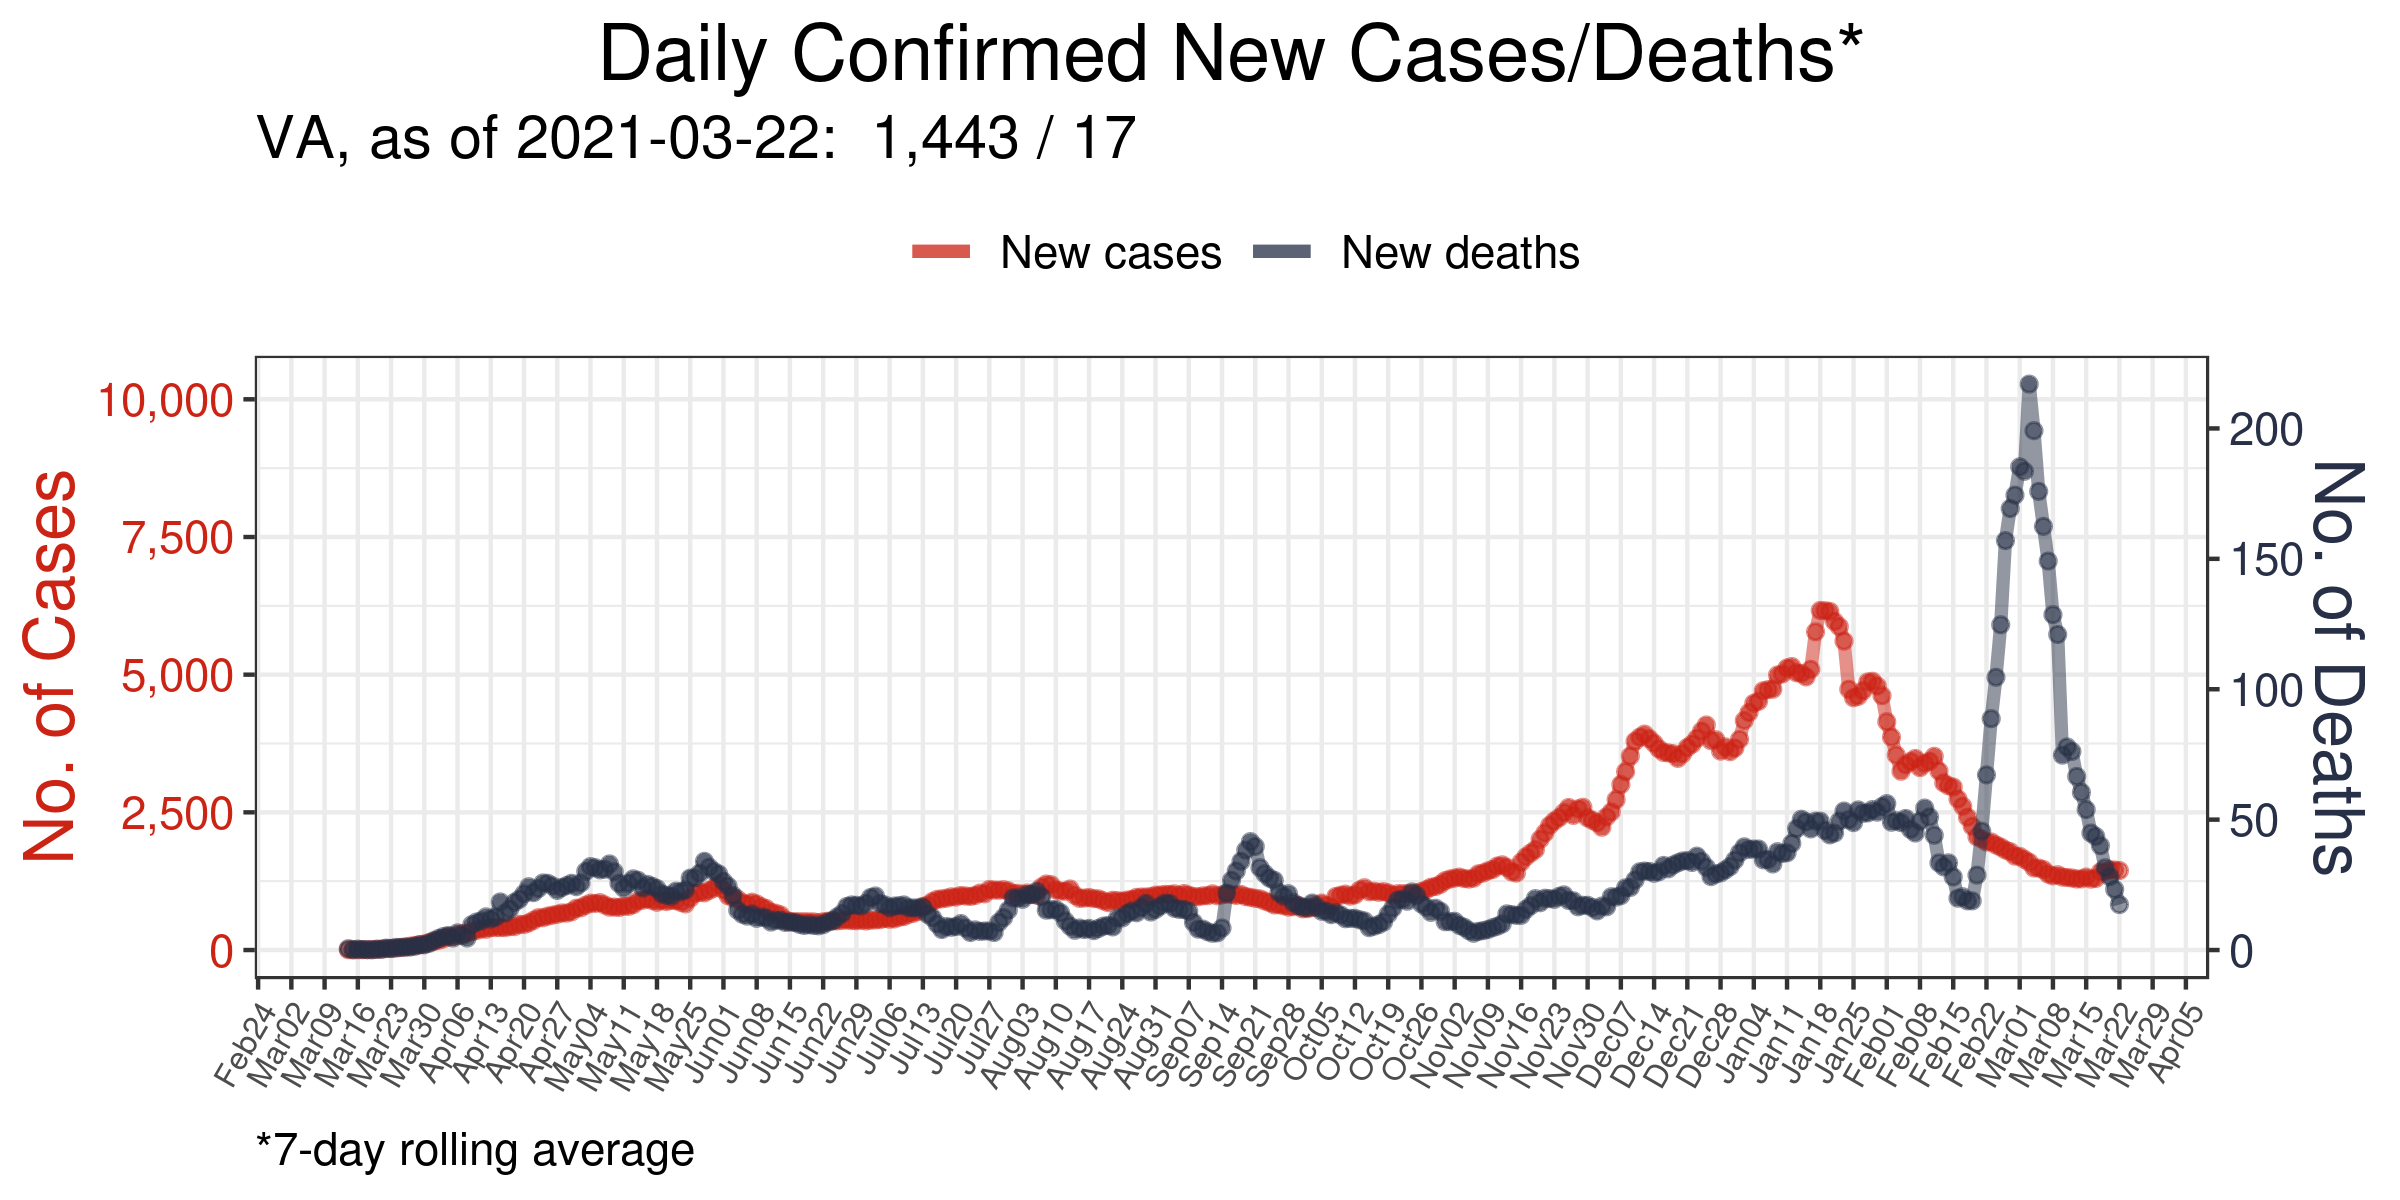 Daily Confirmed New Cases/Deaths*
VA, as of 2021-03-22:  1,443 / 17
New cases
New deaths
No. of Cases
10,000
7,500
5,000
2,500
0
200
150
100
50
0
No. of Deaths
Feb24
Mar02
Mar09
Mar16
Mar23
Mar30
Apr06
Apr13
Apr20
Apr27
May04
May11
May18
May25
Jun01
Jun08
Jun15
Jun22
Jun29
Jul06
Jul13
Jul20
Jul27
Aug03
Aug10
Aug17
Aug24
Aug31
Sep07
Sep14
Sep21
Sep28
Oct05
Oct12
Oct19
Oct26
Nov02
Nov09
Nov16
Nov23
Nov30
Dec07
Dec14
Dec21
Dec28
Jan04
Jan11
Jan18
Jan25
Feb01
Feb08
Feb15
Feb22
Mar01
Mar08
Mar15
Mar22
Mar29
Apr05
*7-day rolling average